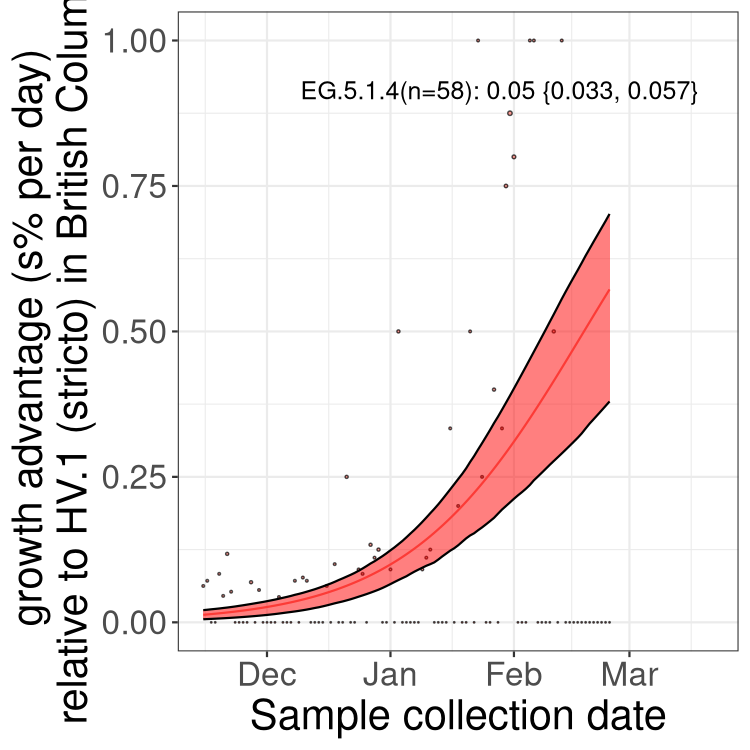 growth advantage (s% per day)
relative to HV.1 (stricto) in British Colum
1.00
0.75
0.50
0.25
0.00
EG.5.1.4(n=58): 0.05 {0.033, 0.057}
Dec Jan Feb Mar
Sample collection date